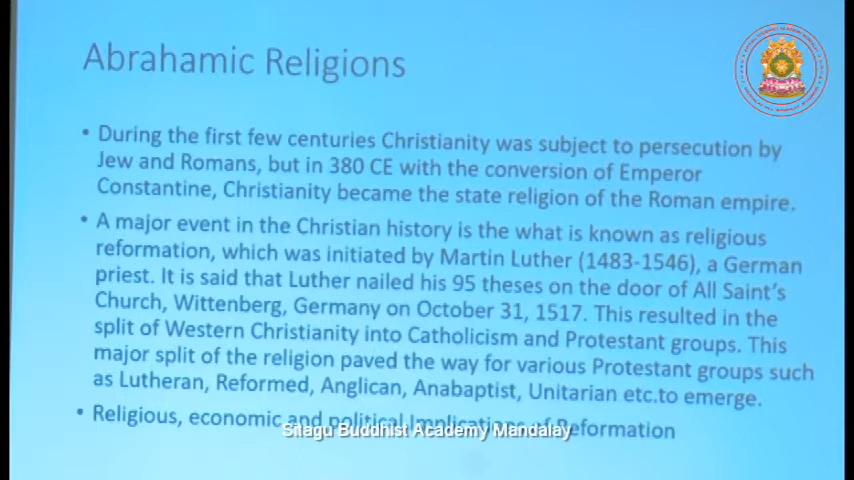 Abrahamic Religions
• During the first few centuries Christianity was subject to persecution by
Jew and Romans, but in 380 CE with the conversion of Emperor
Constantine, Christianity became the state religion of the Roman empire.
• A major event in the Christian history is the what is known as religious
reformation, which was initiated by Martin Luther (1483-1546), a German
priest. It is said that Luther nailed his 95 theses on the door of All Saint's
Church, Wittenberg, Germany on October 31, 1517. This resulted in the
split of Western Christianity into Catholicism and Protestant groups. This
major split of the religion paved the way for various Protestant groups such
as Lutheran, Reformed, Anglican, Anabaptist, Unitarian etc.to emerge.
• Religious, economic and political Implications of Reformation
Sitagu Buddhist Academy Mandalay